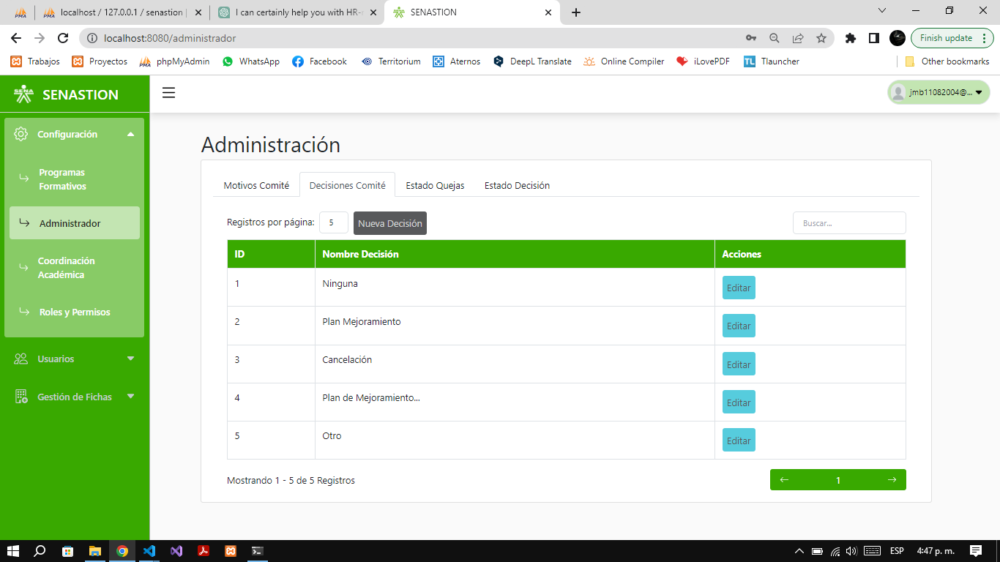 PMA
PMA
localhost / 127.0.0.1 / senastion |
I can certainly help you with HR-r
SENASTION
localhost:8080/administrador
Finish update
Trabajos
Proyectos
PMA
phpMyAdmin
WhatsApp
Facebook
Territorium
Aternos
DeepL Translate
Online Compiler
iLovePDF
TL
Tlauncher
Other bookmarks
SENA
SENASTION
jmb11082004@...
Configuración
Programas
Formativos
Administrador
Coordinación
Académica
Roles y Permisos
Usuarios
Gestión de Fichas
Administración
Motivos Comité
Decisiones Comité
Estado Quejas
Estado Decisión
Registros por página:
5
Nueva Decisión
Buscar...
ID
Nombre Decisión
Acciones
1
Ninguna
Editar
2
Plan Mejoramiento
Editar
3
Cancelación
Editar
4
Plan de Mejoramiento...
Editar
5
Otro
Editar
Mostrando 1 - 5 de 5 Registros
1
ESP
4:47 p. m.